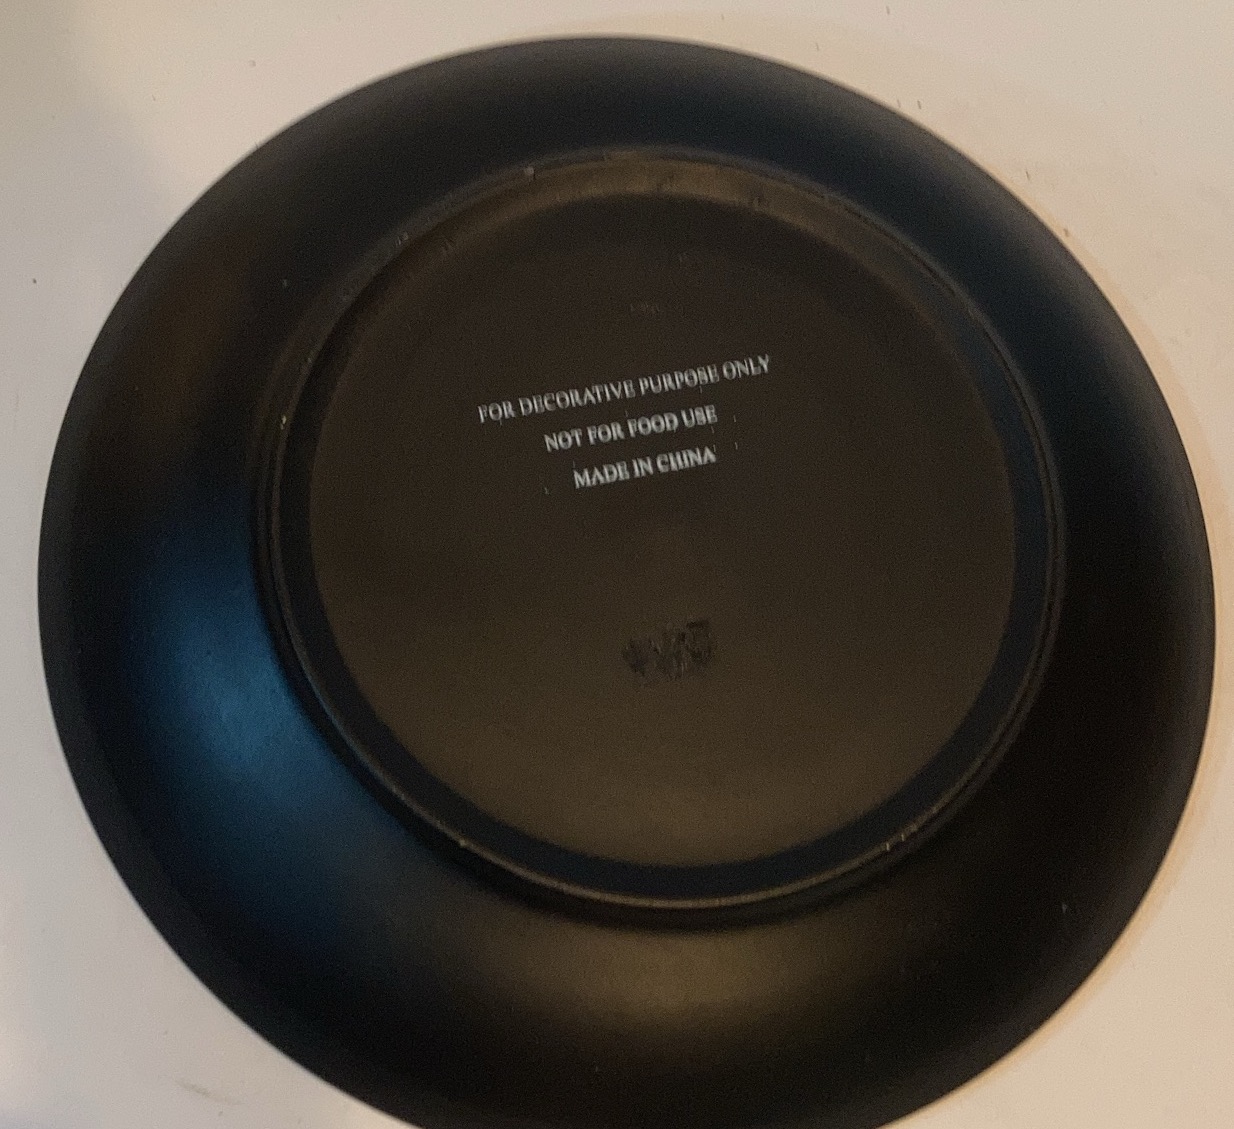 FOR DECORATIVE PURPOSE ONLY
NOT FOR FOOD USE
MADE IN CHINA